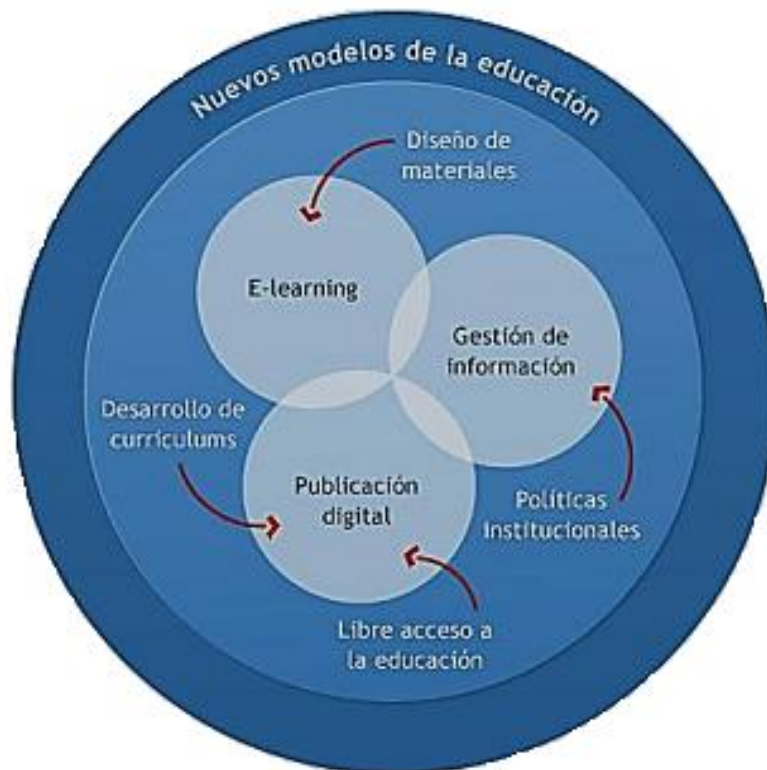 Nuevos modelos de la educación
Diseño de
materiales
E-learning
Gestión de
información
Desarrollo de
currículums
Publicación
digital
Políticas
institucionales
Libre acceso a
la educación